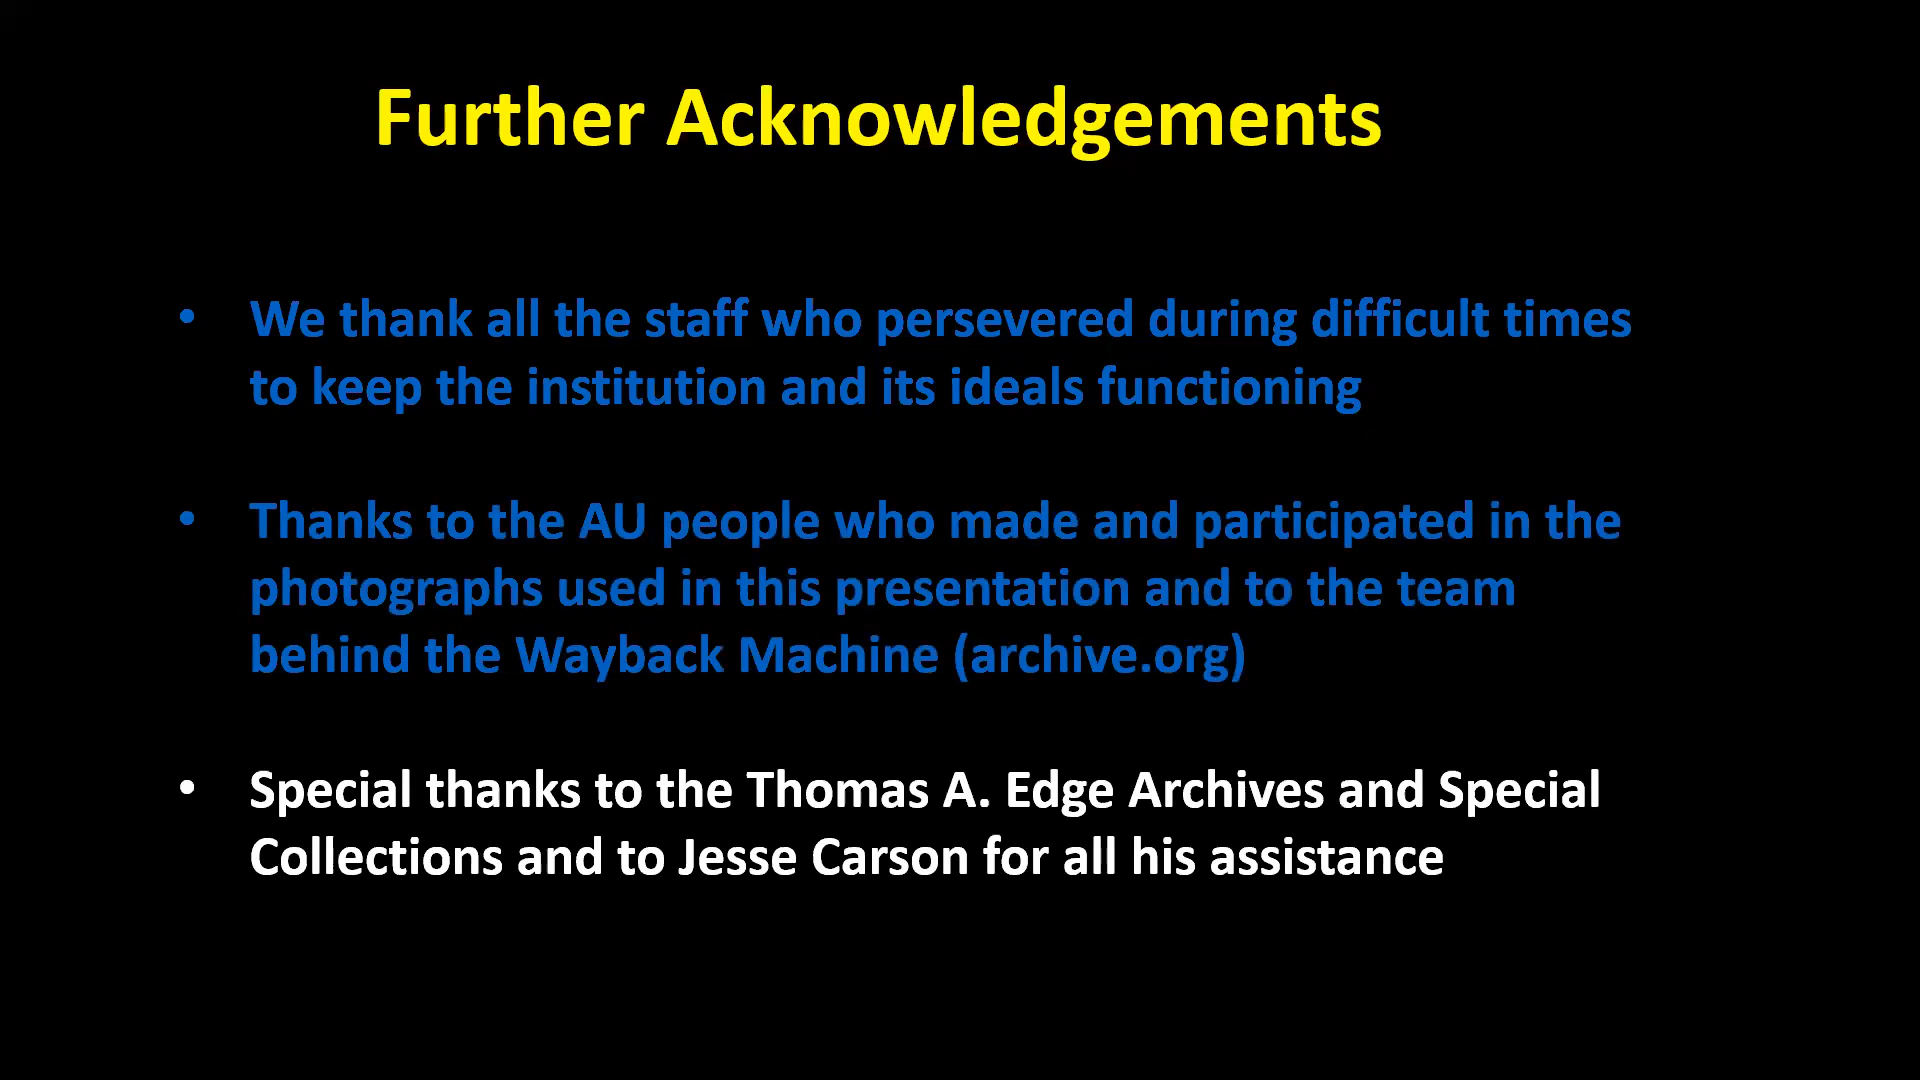 Further Acknowledgements
• We thank all the staff who persevered during difficult times
to keep the institution and its ideals functioning
• Thanks to the AU people who made and participated in the
photographs used in this presentation and to the team
behind the Wayback Machine (archive.org)
• Special thanks to the Thomas A. Edge Archives and Special
Collections and to Jesse Carson for all his assistance